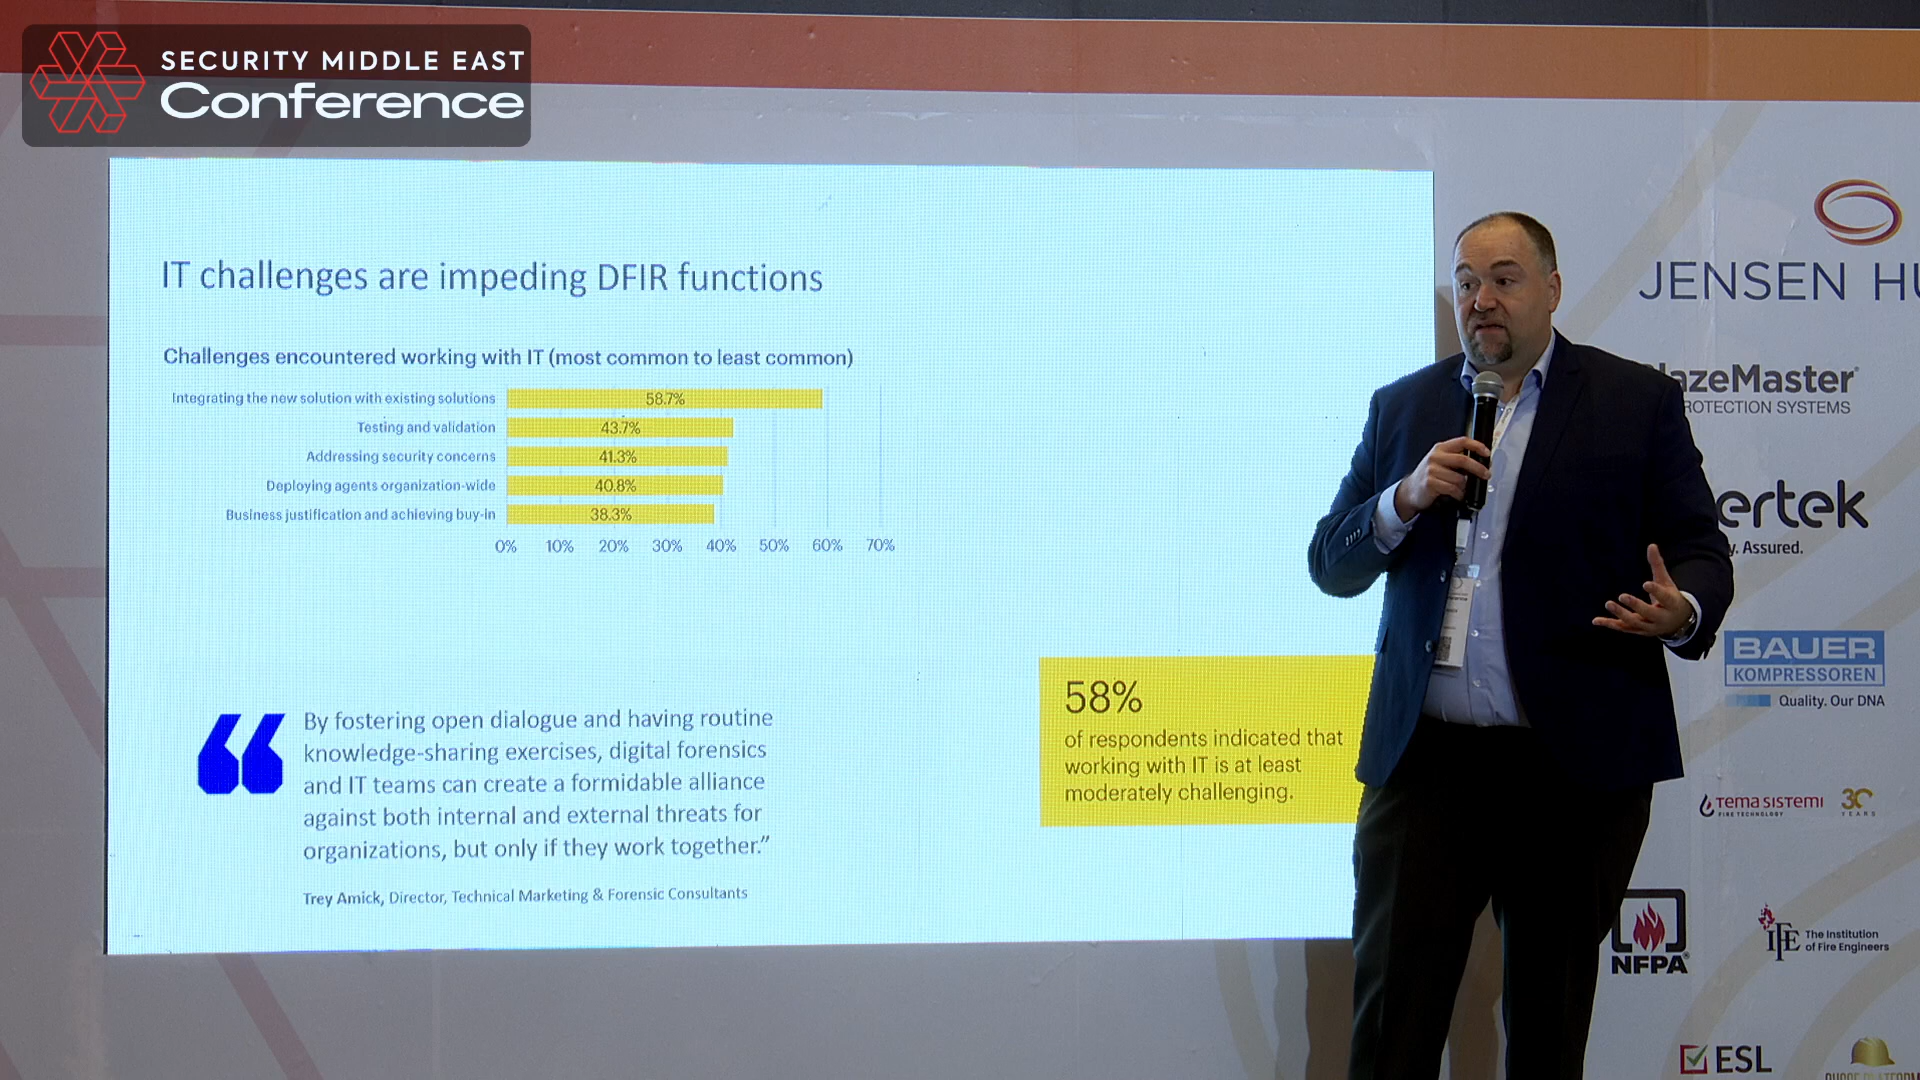 SECURITY MIDDLE EAST
Conference
IT challenges are impeding DFIR functions
Challenges encountered working with IT (most common to least common)
Integrating the new solution with existing solutions 58.7%
Testing and validation 43.7%
Addressing security concerns 41.3%
Deploying agents organization-wide 40.8%
Business justification and achieving buy-in 38.3%
0% 10% 20% 30% 40% 50% 60% 70%
“
By fostering open dialogue and having routine
knowledge-sharing exercises, digital forensics
and IT teams can create a formidable alliance
against both internal and external threats for
organizations, but only if they work together.”
Trey Amick, Director, Technical Marketing & Forensic Consultants
58%
of respondents indicated that
working with IT is at least
moderately challenging.
JENSEN HU
lazeMaster
ROTECTION SYSTEMS
ertek
y. Assured.
BAUER
KOMPRESSOREN
Quality. Our DNA
TEMA SISTEMI
FIRE TECHNOLOGY
30
YEARS
NFPA®
IFE
The Institution
of Fire Engineers
ESL